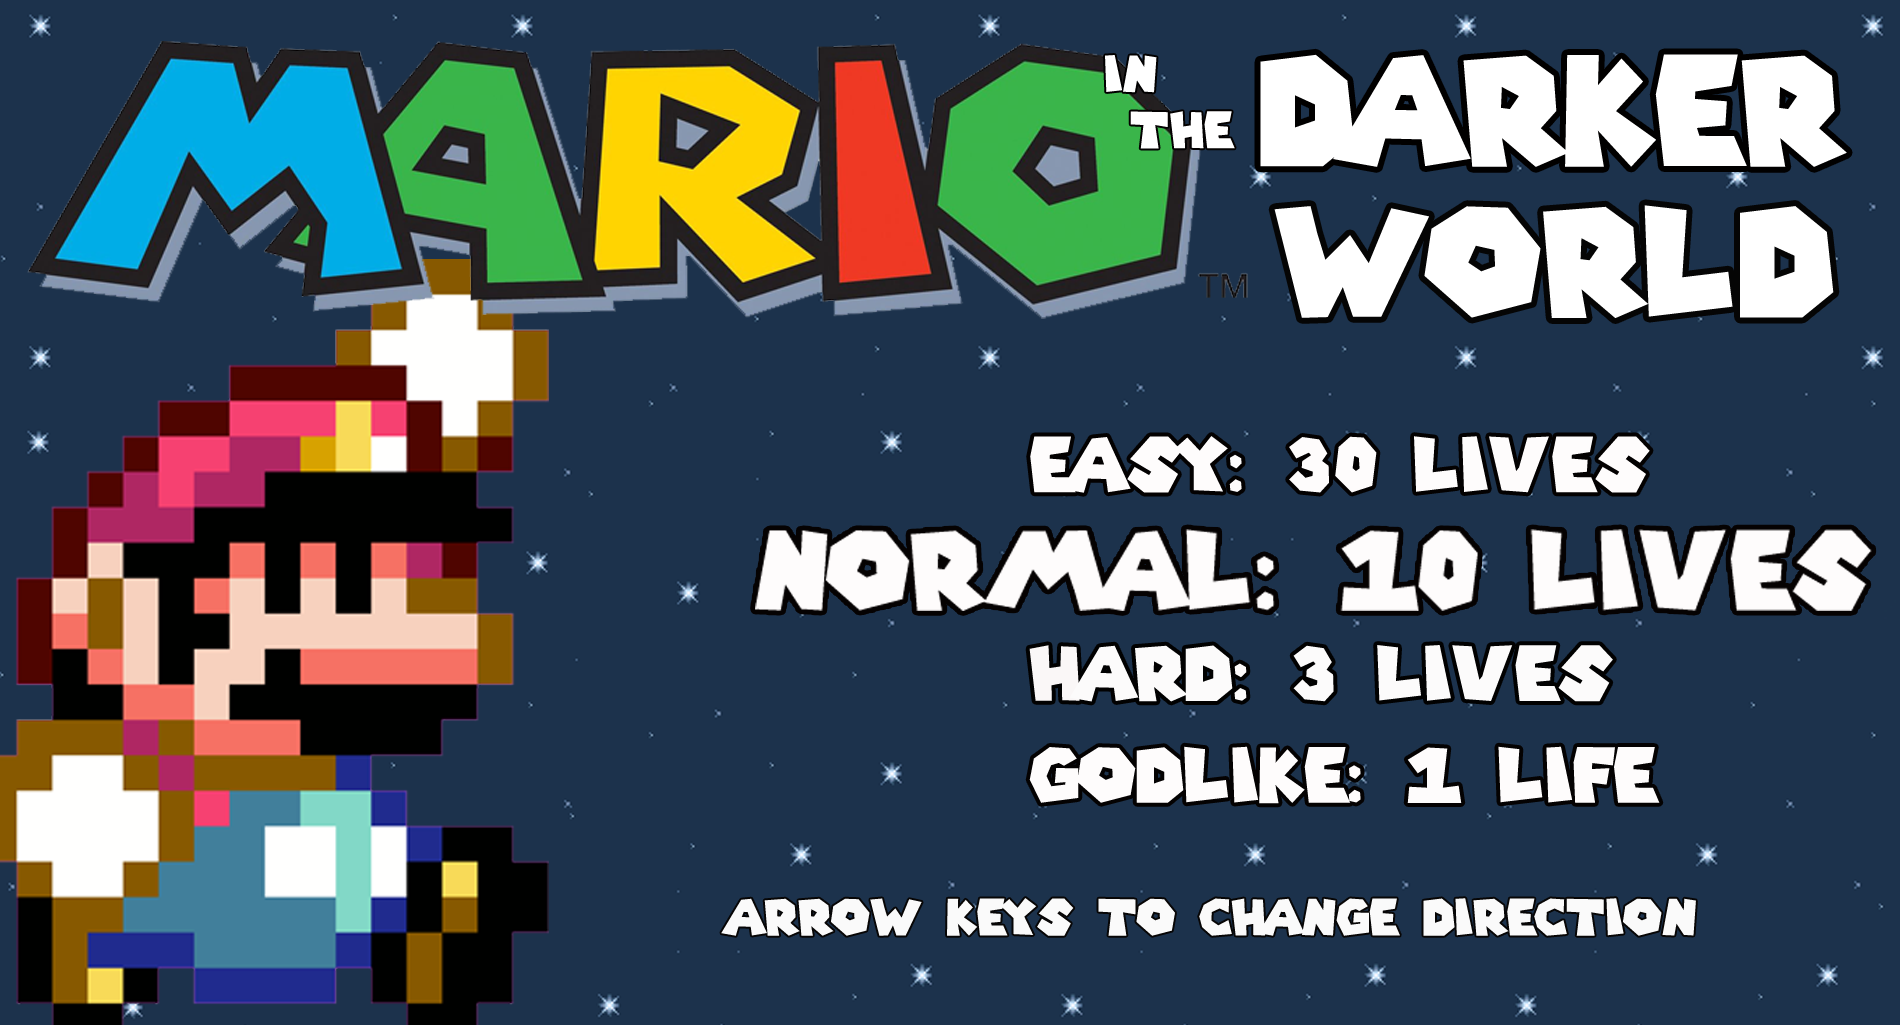 MARIO IN THE DARKER WORLD
TM
EASY: 30 LIVES
NORMAL: 10 LIVES
HARD: 3 LIVES
GODLIKE: 1 LIFE
ARROW KEYS TO CHANGE DIRECTION